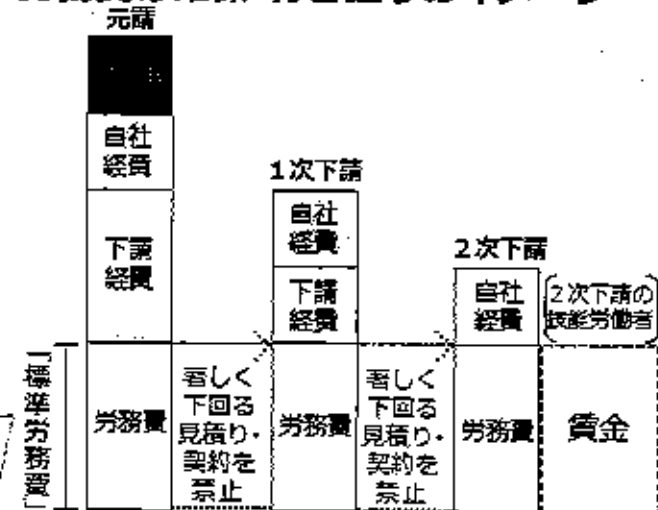 元請
自社
経費
下請
経費
労務費
「標準労務費」
著しく
下回る
見積り・
契約を
禁止
1次下請
自社
経費
下請
経費
労務費
著しく
下回る
見積り・
契約を
禁止
2次下請
自社
経費
労務費
2次下請の
技能労働者
賃金